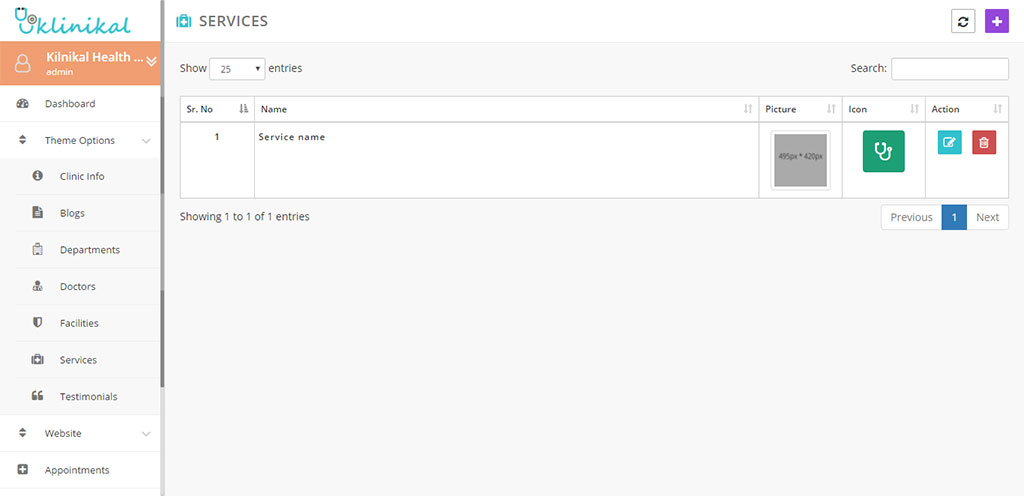 klinikal
Kilnikal Health ...
admin
Dashboard
Theme Options
Clinic Info
Blogs
Departments
Doctors
Facilities
Services
Testimonials
Website
Appointments
SERVICES
Show 25 entries
Search:
Sr. No Name Picture Icon Action
1 Service name 495px * 420px
Showing 1 to 1 of 1 entries
Previous 1 Next